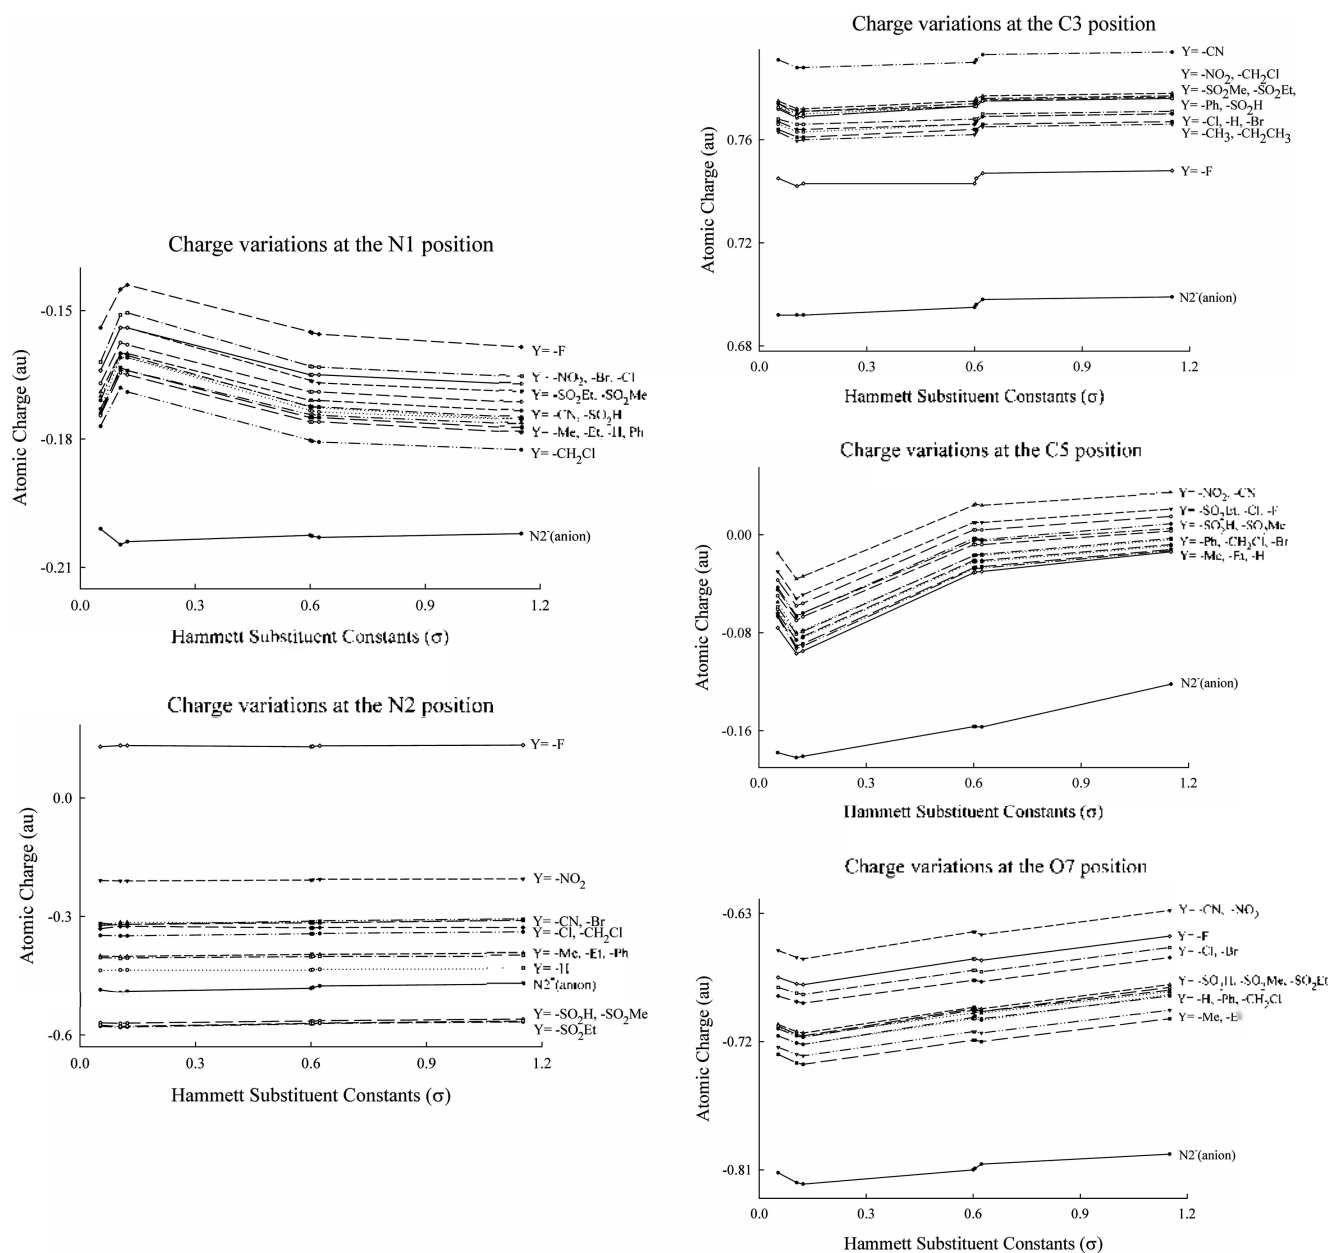 Charge variations at the N1 position
Atomic Charge (au)
-0.15
-0.18
-0.21
0.0 0.3 0.6 0.9 1.2
Hammett Substituent Constants (σ)
Y= -F
Y= -NO2, -Br, -Cl
Y= -SO2Et, -SO2Me
Y= -CN, -SO2H
Y= -Me, -Et, -H, Ph
Y= -CH2Cl
N2-(anion)
Charge variations at the N2 position
Atomic Charge (au)
0.0
-0.3
-0.6
0.0 0.3 0.6 0.9 1.2
Hammett Substituent Constants (σ)
Y= -F
Y= -NO2
Y= -CN, -Br
Y= -Cl, -CH2Cl
Y= -Me, -Et, -Ph
Y= -H
N2-(anion)
Y= -SO2H, -SO2Me
Y= -SO2Et
Charge variations at the C3 position
Atomic Charge (au)
0.76
0.72
0.68
0.0 0.3 0.6 0.9 1.2
Hammett Substituent Constants (σ)
Y= -CN
Y= -NO2, -CH2Cl
Y= -SO2Me, -SO2Et,
Y= -Ph, -SO2H
Y= -Cl, -H, -Br
Y= -CH3, -CH2CH3
Y= -F
N2-(anion)
Charge variations at the C5 position
Atomic Charge (au)
0.00
-0.08
-0.16
0.0 0.3 0.6 0.9 1.2
Hammett Substituent Constants (σ)
Y= -NO2, -CN
Y= -SO2Et, -Cl, -F
Y= -SO2H, -SO2Me
Y= -Ph, -CH2Cl, -Br
Y= -Me, -Et, -H
N2-(anion)
Charge variations at the O7 position
Atomic Charge (au)
-0.63
-0.72
-0.81
0.0 0.3 0.6 0.9 1.2
Hammett Substituent Constants (σ)
Y= -CN, -NO2
Y= -F
Y= -Cl, -Br
Y= -SO2H, -SO2Me, -SO2Et
Y= -H, -Ph, -CH2Cl
Y= -Me,
N2-(anion)